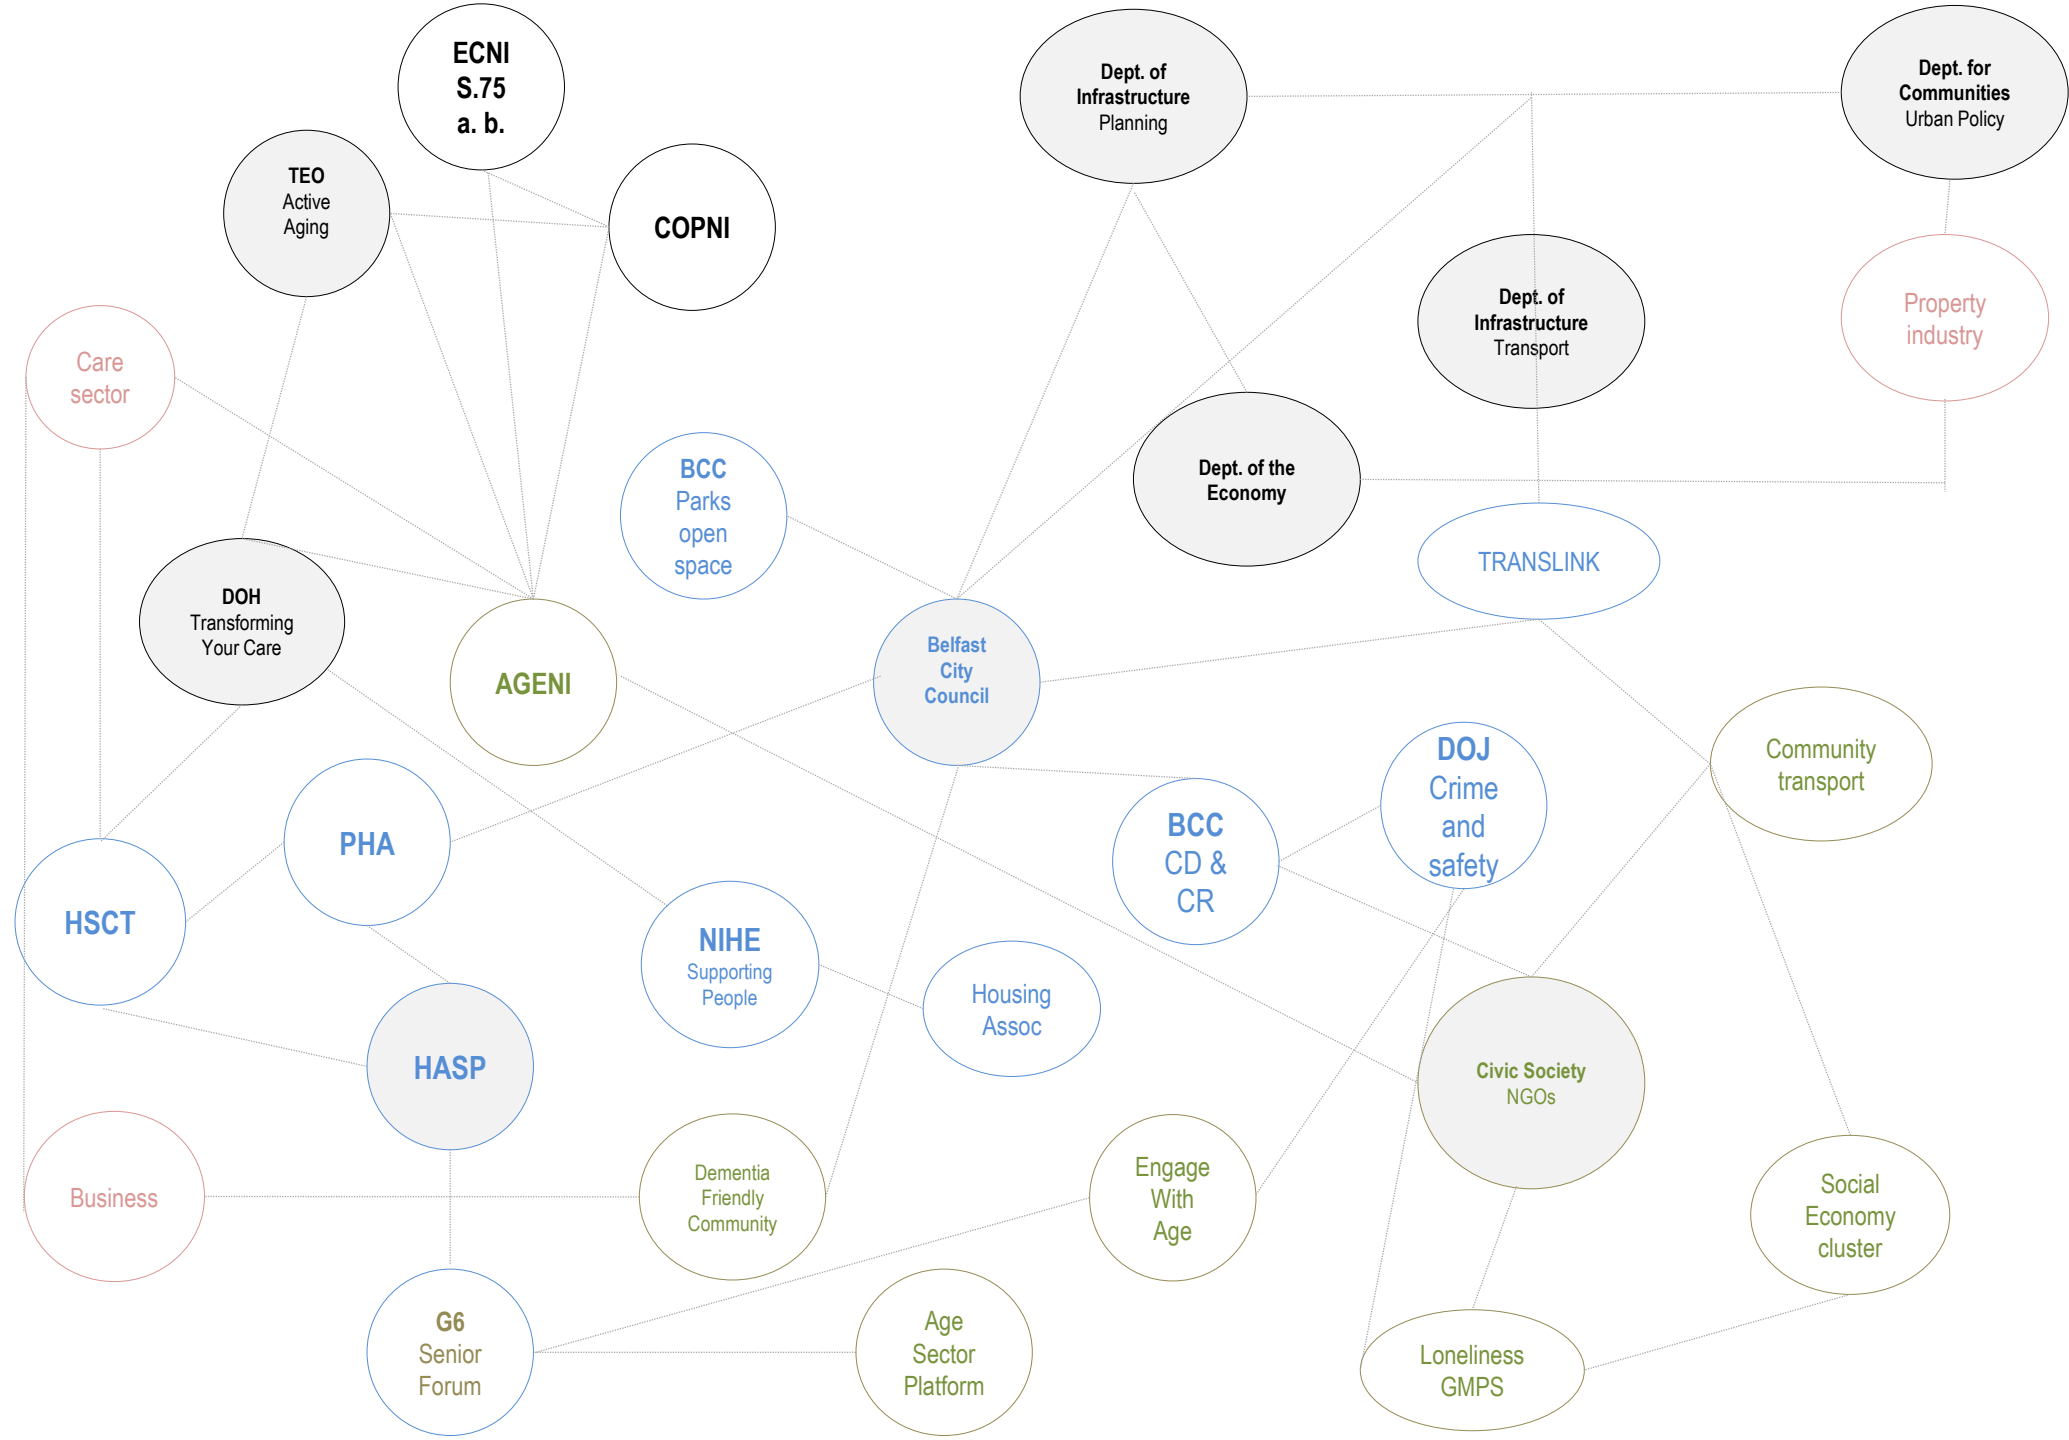 ECNI
S.75
a. b.
Dept. of
Infrastructure
Planning
Dept. for
Communities
Urban Policy
TEO
Active
Aging
COPNI
Dept. of
Infrastructure
Transport
Property
industry
Care
sector
BCC
Parks
open
space
Dept. of the
Economy
TRANSLINK
DOH
Transforming
Your Care
AGENI
Belfast
City
Council
Community
transport
DOJ
Crime
and
safety
PHA
BCC
CD &
CR
HSCT
NIHE
Supporting
People
Housing
Assoc
HASP
Civic Society
NGOs
Business
Dementia
Friendly
Community
Engage
With
Age
Social
Economy
cluster
G6
Senior
Forum
Age
Sector
Platform
Loneliness
GMPS